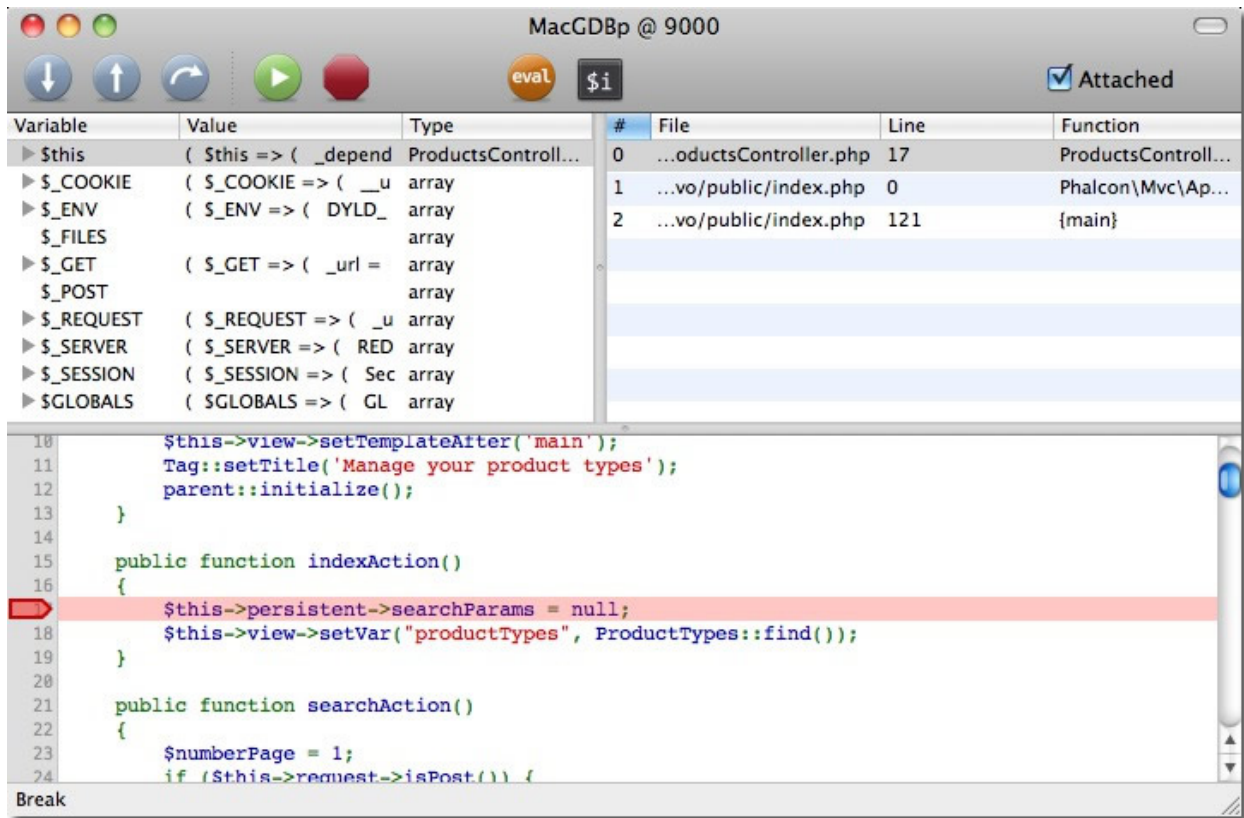 MacGDBp @ 9000
eval $i Attached
Variable Value Type
$this ( $this => ( _depend ProductsControll...
$_COOKIE ( $_COOKIE => ( __u array
$_ENV ( $_ENV => ( DYLD_ array
$_FILES array
$_GET ( $_GET => ( _url = array
$_POST array
$_REQUEST ( $_REQUEST => ( _u array
$_SERVER ( $_SERVER => ( RED array
$_SESSION ( $_SESSION => ( Sec array
$GLOBALS ( $GLOBALS => ( GL array
# File Line Function
0 ...oductsController.php 17 ProductsControll...
1 ...vo/public/index.php 0 Phalcon\Mvc\Ap...
2 ...vo/public/index.php 121 {main}
10 $this->view->setTemplateAfter('main');
11 Tag::setTitle('Manage your product types');
12 parent::initialize();
13 }
14
15 public function indexAction()
16 {
$this->persistent->searchParams = null;
18 $this->view->setVar("productTypes", ProductTypes::find());
19 }
20
21 public function searchAction()
22 {
23 $numberPage = 1;
24 if ($this->request->isPost()) {
Break